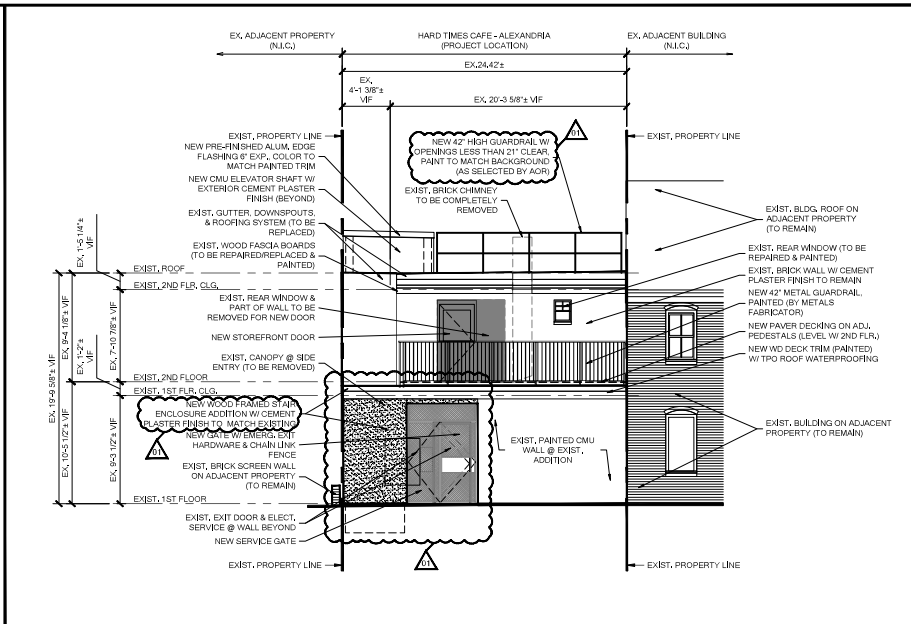 EX. ADJACENT PROPERTY
(N.I.C.)
HARD TIMES CAFE - ALEXANDRIA
(PROJECT LOCATION)
EX. ADJACENT BUILDING
(N.I.C.)
EX.24.42'±
EX.
4'-1 3/8"±
VIF
EX. 20'-3 5/8"± VIF
EXIST. PROPERTY LINE
NEW PRE-FINISHED ALUM. EDGE
FLASHING 6" EXP., COLOR TO
MATCH PAINTED TRIM
NEW CMU ELEVATOR SHAFT W/
EXTERIOR CEMENT PLASTER
FINISH (BEYOND)
EXIST. GUTTER, DOWNSPOUTS,
& ROOFING SYSTEM (TO BE
REPLACED)
EXIST. WOOD FASCIA BOARDS
(TO BE REPAIRED/REPLACED &
PAINTED)
NEW 42" HIGH GUARDRAIL W/
OPENINGS LESS THAN 21" CLEAR,
PAINT TO MATCH BACKGROUND
(AS SELECTED BY AOR)
01
EXIST. BRICK CHIMNEY
TO BE COMPLETELY
REMOVED
EXIST. PROPERTY LINE
EXIST. BLDG. ROOF ON
ADJACENT PROPERTY
(TO REMAIN)
EXIST. REAR WINDOW (TO BE
REPAIRED & PAINTED)
EXIST. BRICK WALL W/ CEMENT
PLASTER FINISH TO REMAIN
NEW 42" METAL GUARDRAIL,
PAINTED (BY METALS
FABRICATOR)
NEW PAVER DECKING ON ADJ.
PEDESTALS (LEVEL W/ 2ND FLR.)
NEW WD DECK TRIM (PAINTED)
W/ TPO ROOF WATERPROOFING
EXIST. BUILDING ON ADJACENT
PROPERTY (TO REMAIN)
EXIST. ROOF
EXIST. 2ND FLR. CLG.
EXIST. REAR WINDOW &
PART OF WALL TO BE
REMOVED FOR NEW DOOR
NEW STOREFRONT DOOR
EXIST. CANOPY @ SIDE
ENTRY (TO BE REMOVED)
EXIST. 2ND FLOOR
EXIST. 1ST FLR. CLG.
NEW WOOD FRAMED STAIR
ENCLOSURE ADDITION W/ CEMENT
PLASTER FINISH TO MATCH EXISTING
01
NEW GATE W/ EMERG. EXIT
HARDWARE & CHAIN LINK
FENCE
EXIST. BRICK SCREEN WALL
ON ADJACENT PROPERTY
(TO REMAIN)
EXIST. 1ST FLOOR
EXIST. EXIT DOOR & ELECT.
SERVICE @ WALL BEYOND
NEW SERVICE GATE
EXIST. PAINTED CMU
WALL @ EXIST.
ADDITION
01
EXIST. PROPERTY LINE
EXIST. PROPERTY LINE
EX. 19'-9 5/8"± VIF
EX. 1'-5 1/4"±
VIF
EX. 9'-4 1/8"± VIF
EX. 7'-10 7/8"± VIF
EX. 1'-2"±
VIF
EX. 10'-5 1/2"± VIF
EX. 9'-3 1/2"± VIF